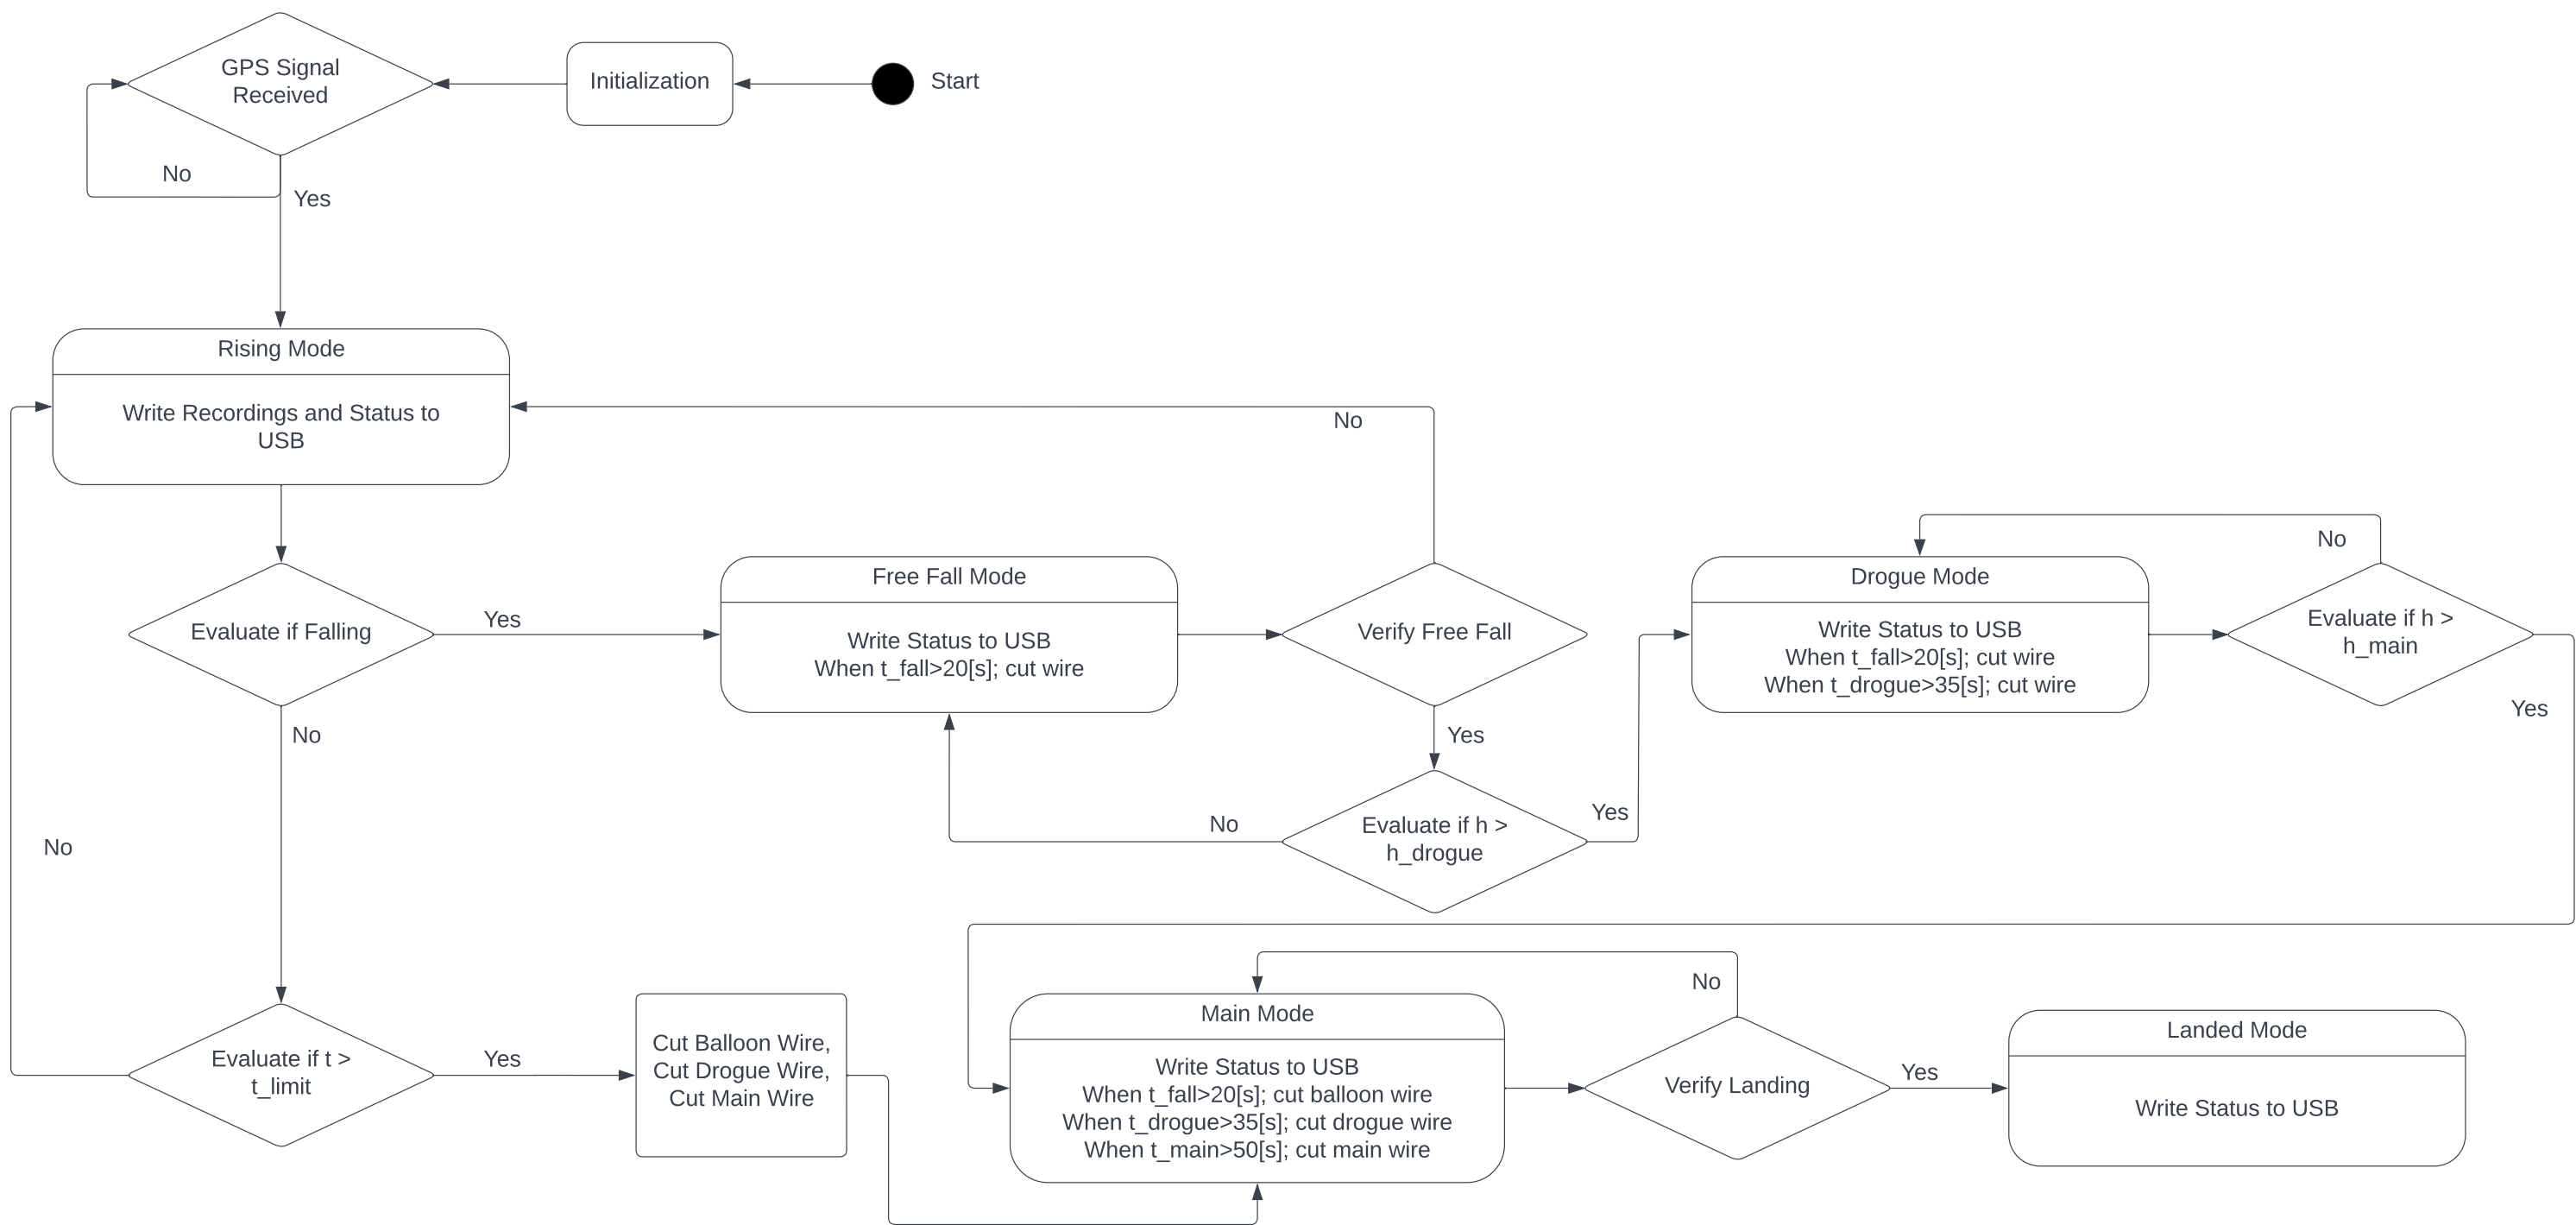 GPS Signal
Received
Initialization
Start
No
Yes
Rising Mode
Write Recordings and Status to
USB
No
Evaluate if Falling
Yes
No
Free Fall Mode
Write Status to USB
When t_fall>20[s]; cut wire
Verify Free Fall
Yes
No
Evaluate if h >
h_drogue
Yes
Drogue Mode
Write Status to USB
When t_fall>20[s]; cut wire
When t_drogue>35[s]; cut wire
No
Evaluate if h >
h_main
Yes
No
Evaluate if t >
t_limit
Yes
Cut Balloon Wire,
Cut Drogue Wire,
Cut Main Wire
Main Mode
Write Status to USB
When t_fall>20[s]; cut balloon wire
When t_drogue>35[s]; cut drogue wire
When t_main>50[s]; cut main wire
No
Verify Landing
Yes
Landed Mode
Write Status to USB